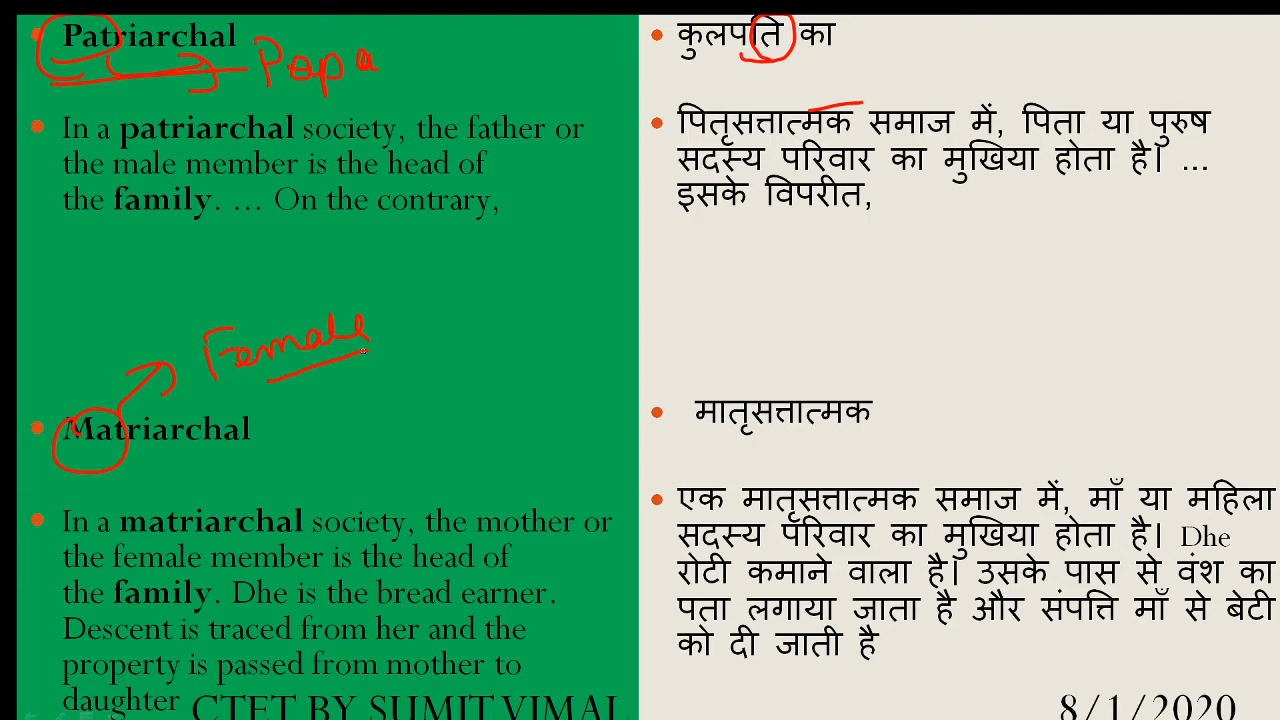 Patriarchal
Papa
In a patriarchal society, the father or
the male member is the head of
the family. … On the contrary,
Female
Matriarchal
In a matriarchal society, the mother or
the female member is the head of
the family. Dhe is the bread earner.
Descent is traced from her and the
property is passed from mother to
daughter
कुलपति का
पितृसत्तात्मक समाज में, पिता या पुरुष
सदस्य परिवार का मुखिया होता है। ...
इसके विपरीत,
मातृसत्तात्मक
एक मातृसत्तात्मक समाज में, माँ या महिला
सदस्य परिवार का मुखिया होता है। Dhe
रोटी कमाने वाला है। उसके पास से वंश का
पता लगाया जाता है और संपत्ति माँ से बेटी
को दी जाती है
CTET BY SUMIT VIMAL
8/1/2020